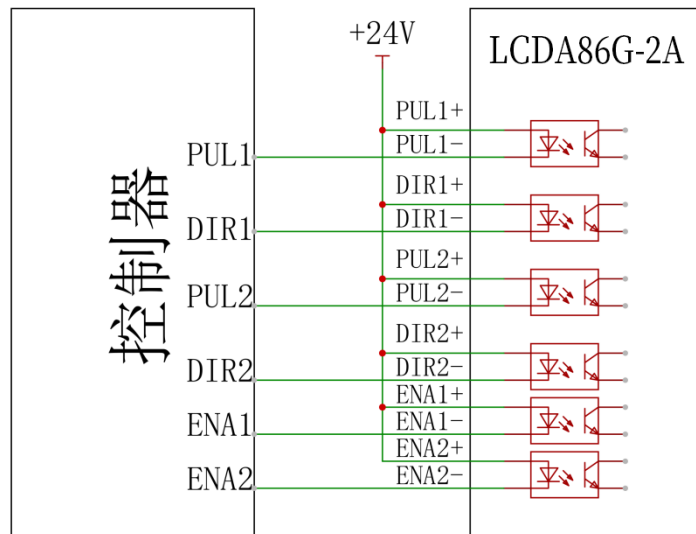 +24V
LCDA86G-2A
控制器
PUL1
DIR1
PUL2
DIR2
ENA1
ENA2
PUL1+
PUL1-
DIR1+
DIR1-
PUL2+
PUL2-
DIR2+
DIR2-
ENA1+
ENA1-
ENA2+
ENA2-